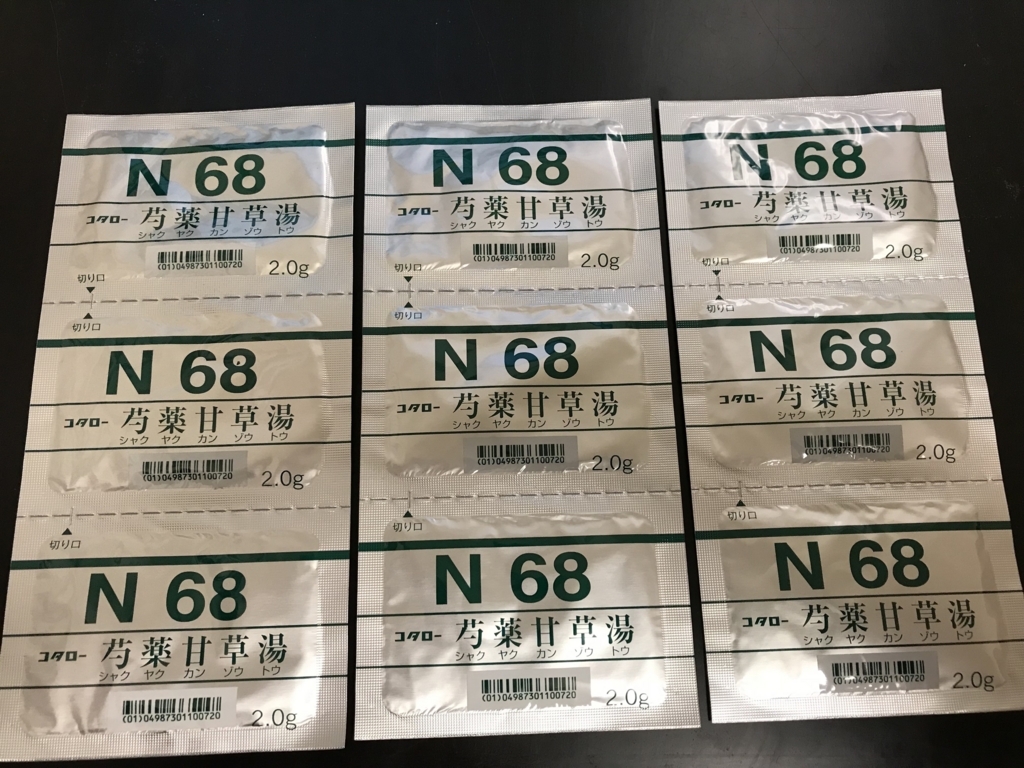 N 68
コタロー 芍薬甘草湯
シャク ヤク カン ゾウ トウ
(01)04987301100720
2.0g
切り口
切り口
N 68
コタロー 芍薬甘草湯
シャク ヤク カン ゾウ トウ
(01)04987301100720
2.0g
切り口
N 68
コタロー 芍薬甘草湯
シャク ヤク カン ゾウ トウ
(01)04987301100720
2.0g
N 68
コタロー 芍薬甘草湯
シャク ヤク カン ゾウ トウ
(01)04987301100720
2.0g
切り口
切り口
N 68
コタロー 芍薬甘草湯
シャク ヤク カン ゾウ トウ
(01)04987301100720
2.0g
切り口
N 68
コタロー 芍薬甘草湯
シャク ヤク カン ゾウ トウ
(01)04987301100720
2.0g
N 68
コタロー 芍薬甘草湯
シャク ヤク カン ゾウ トウ
(01)04987301100720
2.0g
切り口
切り口
N 68
コタロー 芍薬甘草湯
シャク ヤク カン ゾウ トウ
(01)04987301100720
2.0g
切り口
N 68
コタロー 芍薬甘草湯
シャク ヤク カン ゾウ トウ
(01)04987301100720
2.0g